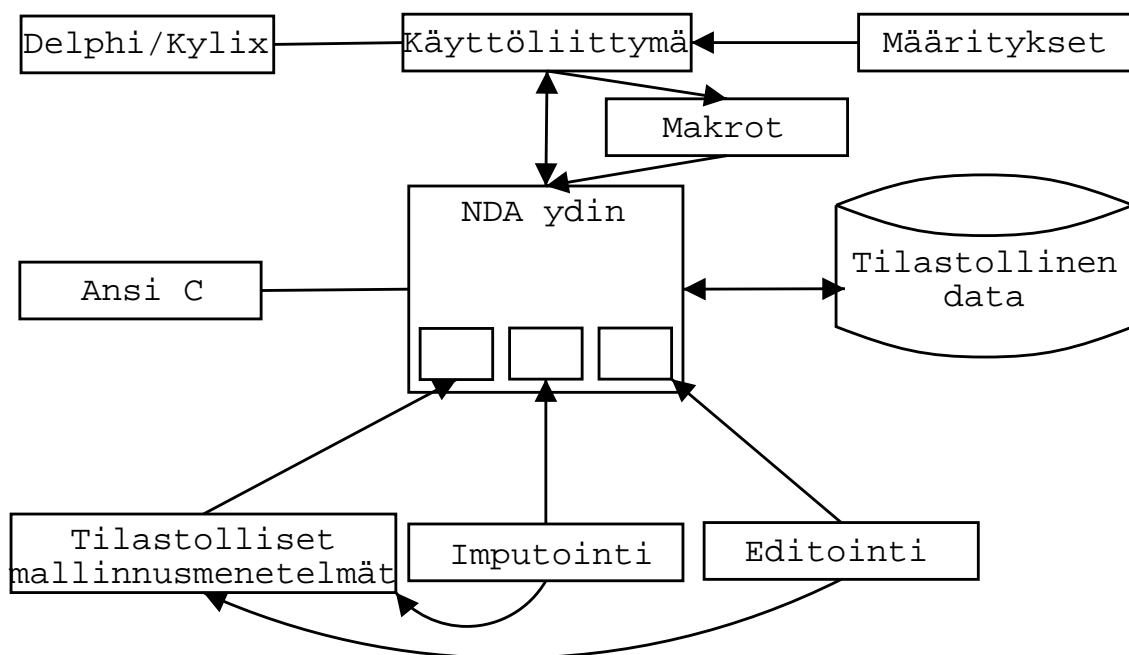 Delphi/Kylix
Käyttöliittymä
Määritykset
Makrot
NDA ydin
Tilastollinen
data
Ansi C
Tilastolliset
mallinnusmenetelmät
Imputointi
Editointi